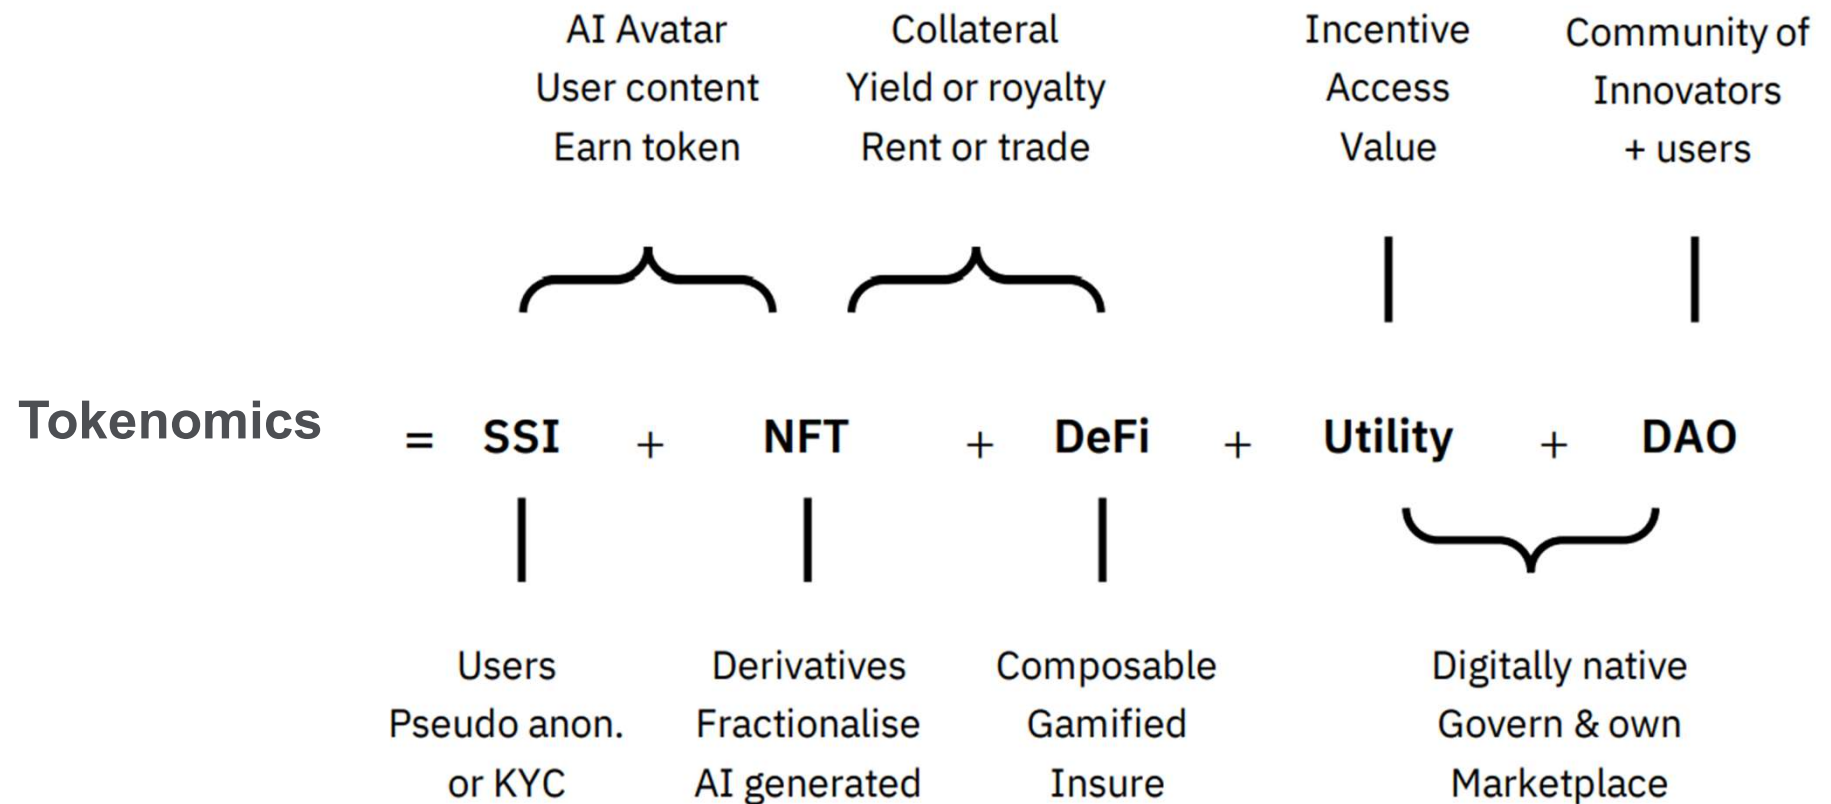 AI Avatar
User content
Earn token
Collateral
Yield or royalty
Rent or trade
Incentive
Access
Value
Community of
Innovators
+ users
Tokenomics = SSI + NFT + DeFi + Utility + DAO
Users
Pseudo anon.
or KYC
Derivatives
Fractionalise
AI generated
Composable
Gamified
Insure
Digitally native
Govern & own
Marketplace